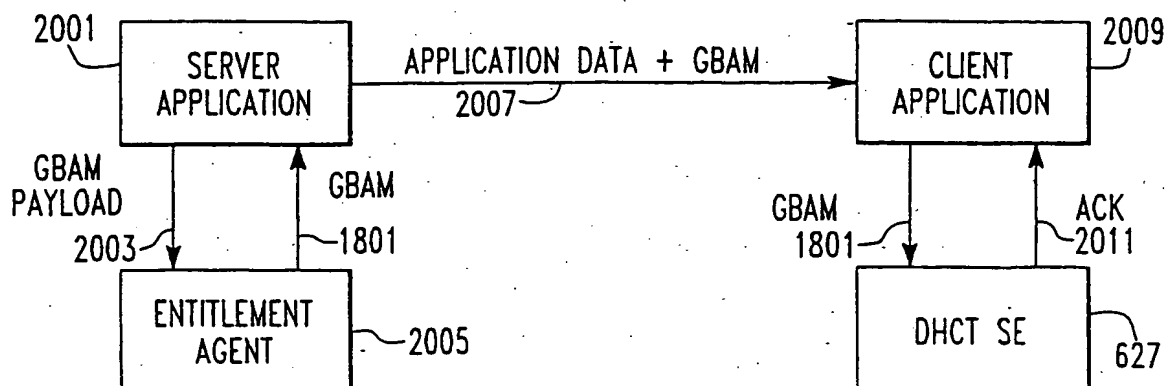 2001
SERVER
APPLICATION
APPLICATION DATA + GBAM
2007
2009
CLIENT
APPLICATION
GBAM
PAYLOAD
2003
GBAM
1801
GBAM
1801
ACK
2011
ENTITLEMENT
AGENT
2005
DHCT SE
627